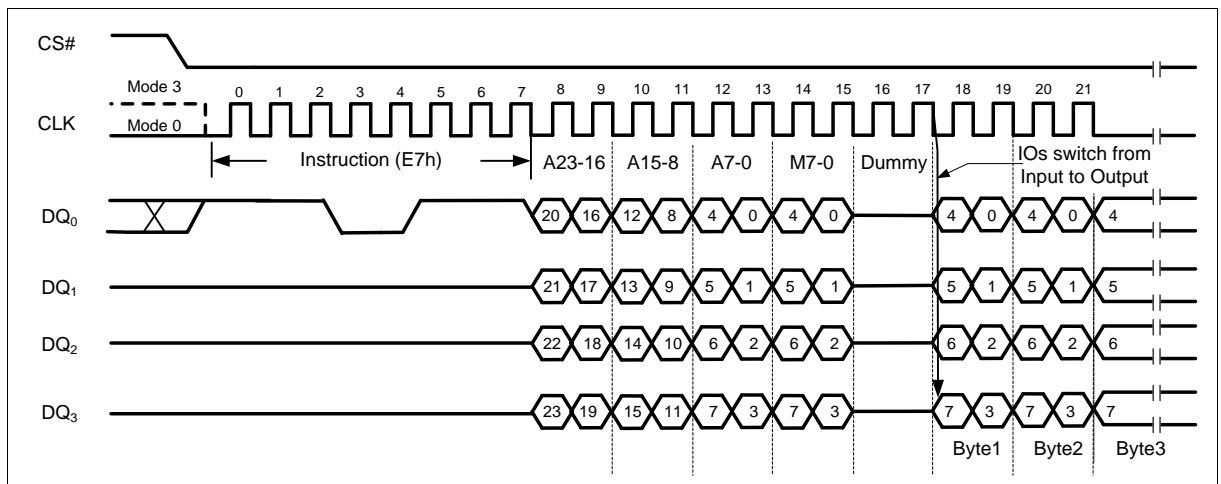 CS#
Mode 3
0 1 2 3 4 5 6 7 8 9 10 11 12 13 14 15 16 17 18 19 20 21
CLK
Mode 0
Instruction (E7h) A23-16 A15-8 A7-0 M7-0 Dummy
IOs switch from
Input to Output
DQ0 20 16 12 8 4 0 4 0 4 0 4 0 4
DQ1 21 17 13 9 5 1 5 1 5 1 5 1 5
DQ2 22 18 14 10 6 2 6 2 6 2 6 2 6
DQ3 23 19 15 11 7 3 7 3 7 3 7 3 7
Byte1 Byte2 Byte3